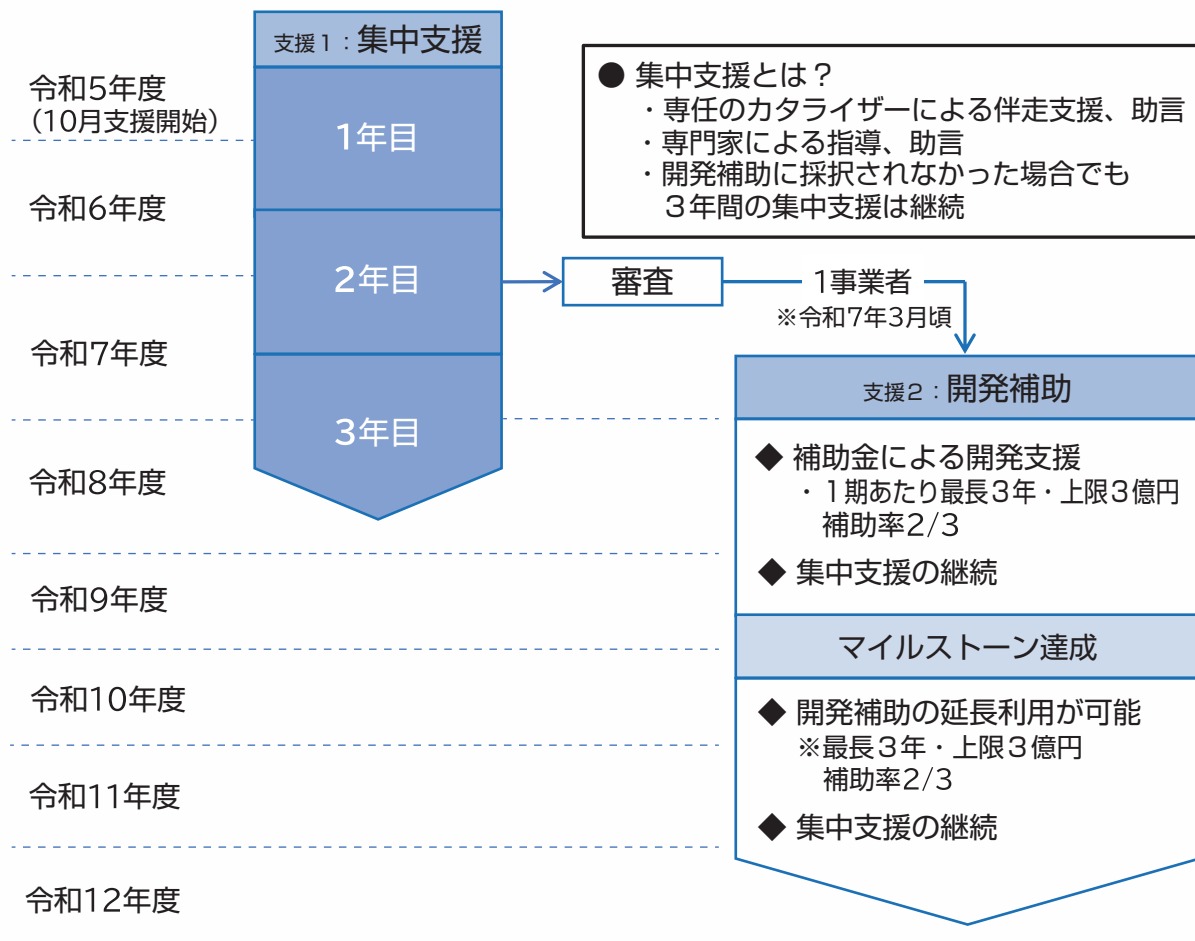 支援1：集中支援
令和5年度
（10月支援開始）
令和6年度
令和7年度
令和8年度
令和9年度
令和10年度
令和11年度
令和12年度
1年目
2年目
3年目
● 集中支援とは？
・専任のカタライザーによる伴走支援、助言
・専門家による指導、助言
・開発補助に採択されなかった場合でも
３年間の集中支援は継続
審査
1事業者
※令和7年3月頃
支援2：開発補助
◆ 補助金による開発支援
・１期あたり最長３年・上限３億円
補助率2/3
◆ 集中支援の継続
マイルストーン達成
◆ 開発補助の延長利用が可能
※最長３年・上限３億円
補助率2/3
◆ 集中支援の継続